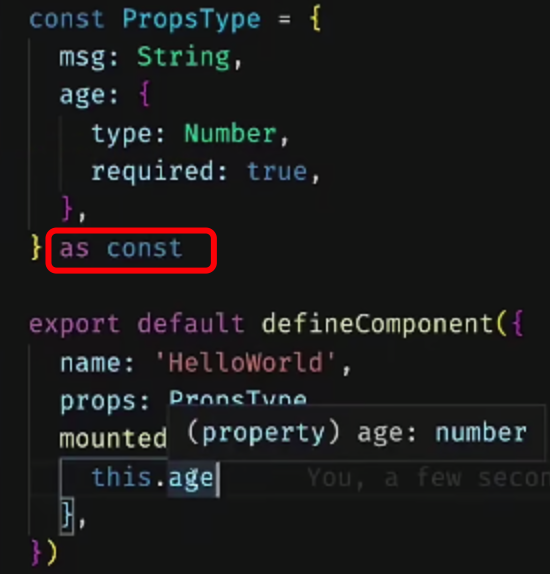 const PropsType = {
msg: String,
age: {
type: Number,
required: true,
},
} as const
export default defineComponent({
name: 'HelloWorld',
props: PropsType
mounted
(property) age: number
this.age You, a few secon
},
})